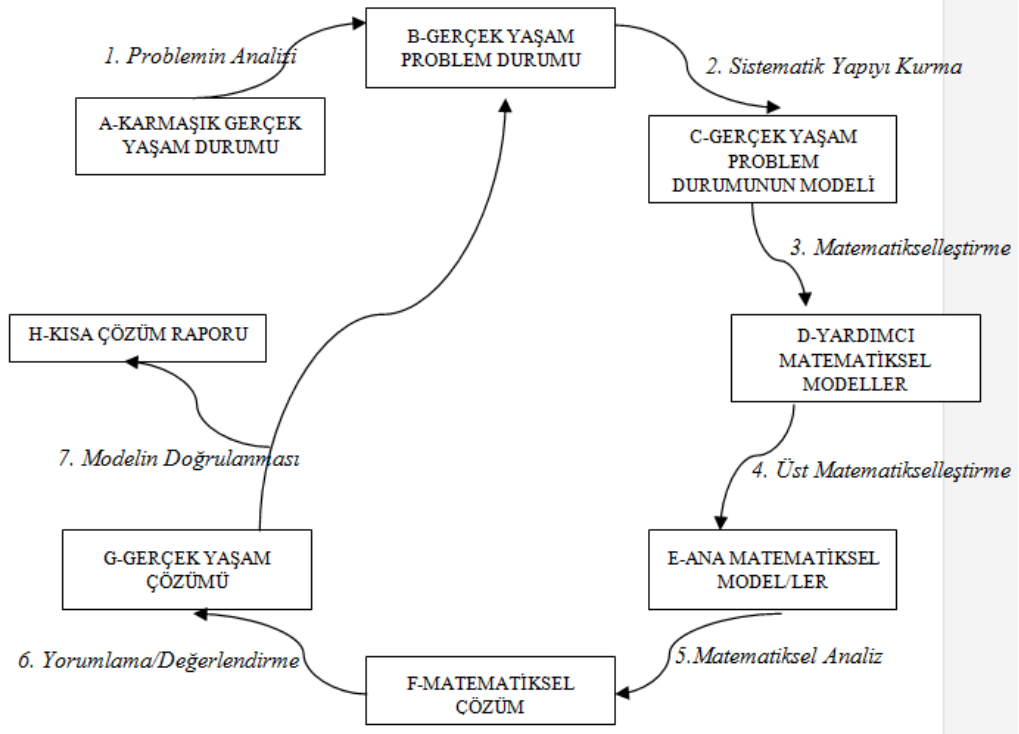 B-GERÇEK YAŞAM
PROBLEM DURUMU
1. Problemin Analizi
2. Sistematik Yapıyı Kurma
A-KARMAŞIK GERÇEK
YAŞAM DURUMU
C-GERÇEK YAŞAM
PROBLEM
DURUMUNUN MODELİ
3. Matematikselleştirme
H-KISA ÇÖZÜM RAPORU
D-YARDIMCI
MATEMATİKSEL
MODELLER
7. Modelin Doğrulanması
4. Üst Matematikselleştirme
G-GERÇEK YAŞAM
ÇÖZÜMÜ
E-ANA MATEMATİKSEL
MODEL/LER
6. Yorumlama/Değerlendirme
5.Matematiksel Analiz
F-MATEMATİKSEL
ÇÖZÜM